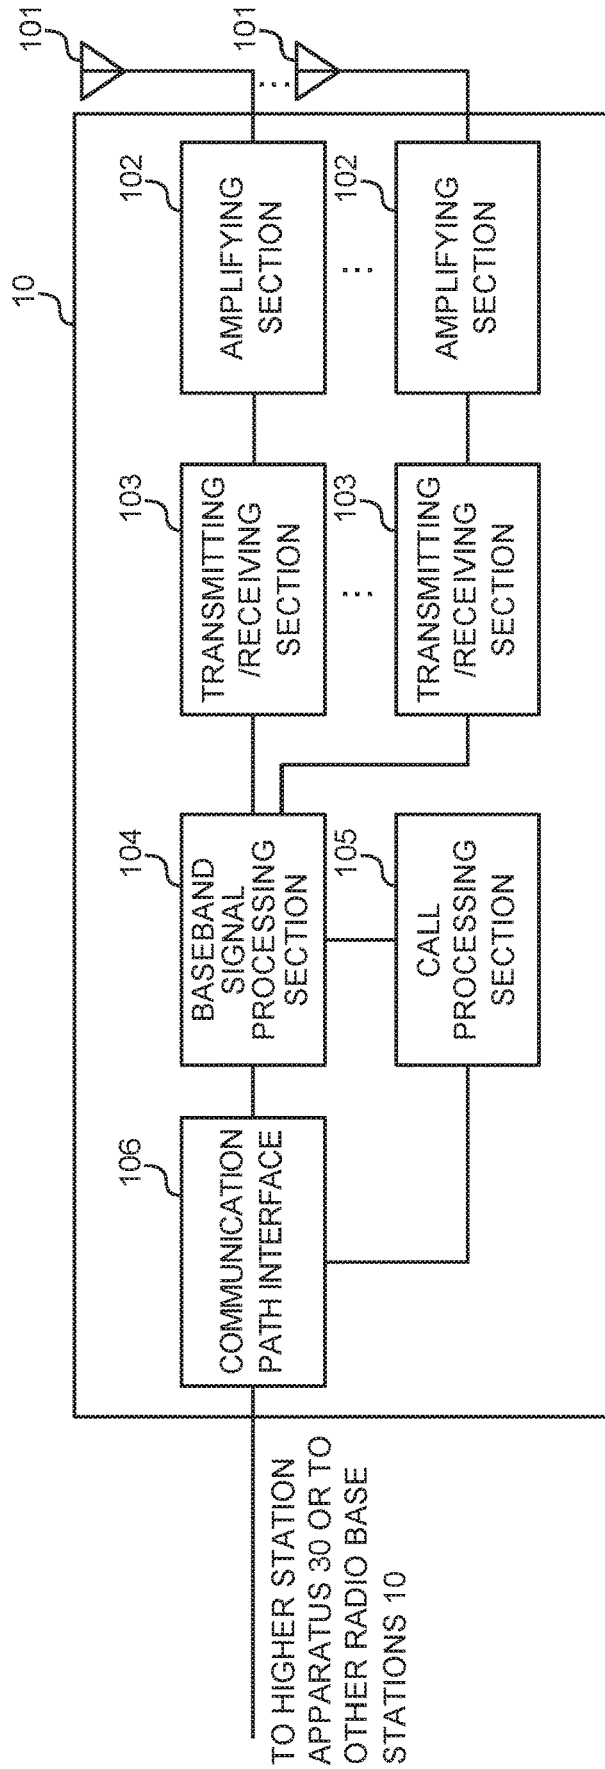 10
101
101
102
AMPLIFYING
SECTION
102
AMPLIFYING
SECTION
103
TRANSMITTING
/RECEIVING
SECTION
103
TRANSMITTING
/RECEIVING
SECTION
104
BASEBAND
SIGNAL
PROCESSING
SECTION
105
CALL
PROCESSING
SECTION
106
COMMUNICATION
PATH INTERFACE
TO HIGHER STATION
APPARATUS 30 OR TO
OTHER RADIO BASE
STATIONS 10